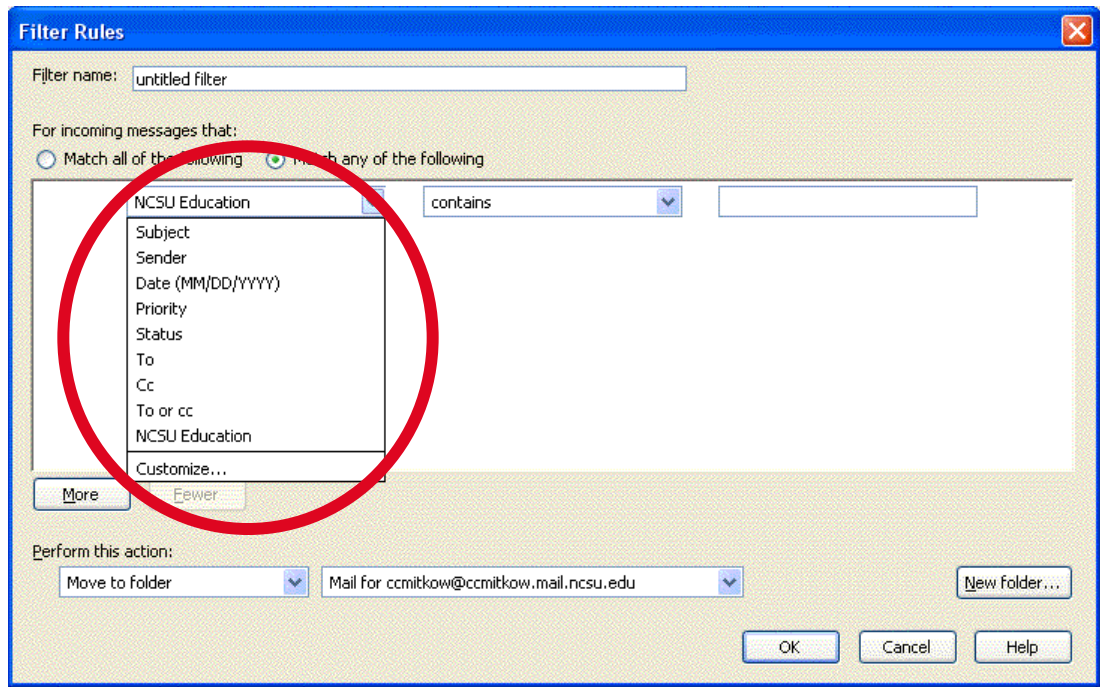 Filter Rules
Filter name: untitled filter
For incoming messages that:
Match all of the following Match any of the following
NCSU Education contains
Subject
Sender
Date (MM/DD/YYYY)
Priority
Status
To
Cc
To or cc
NCSU Education
Customize...
More Fewer
Perform this action:
Move to folder Mail for ccmitkow@ccmitkow.mail.ncsu.edu New folder...
OK Cancel Help